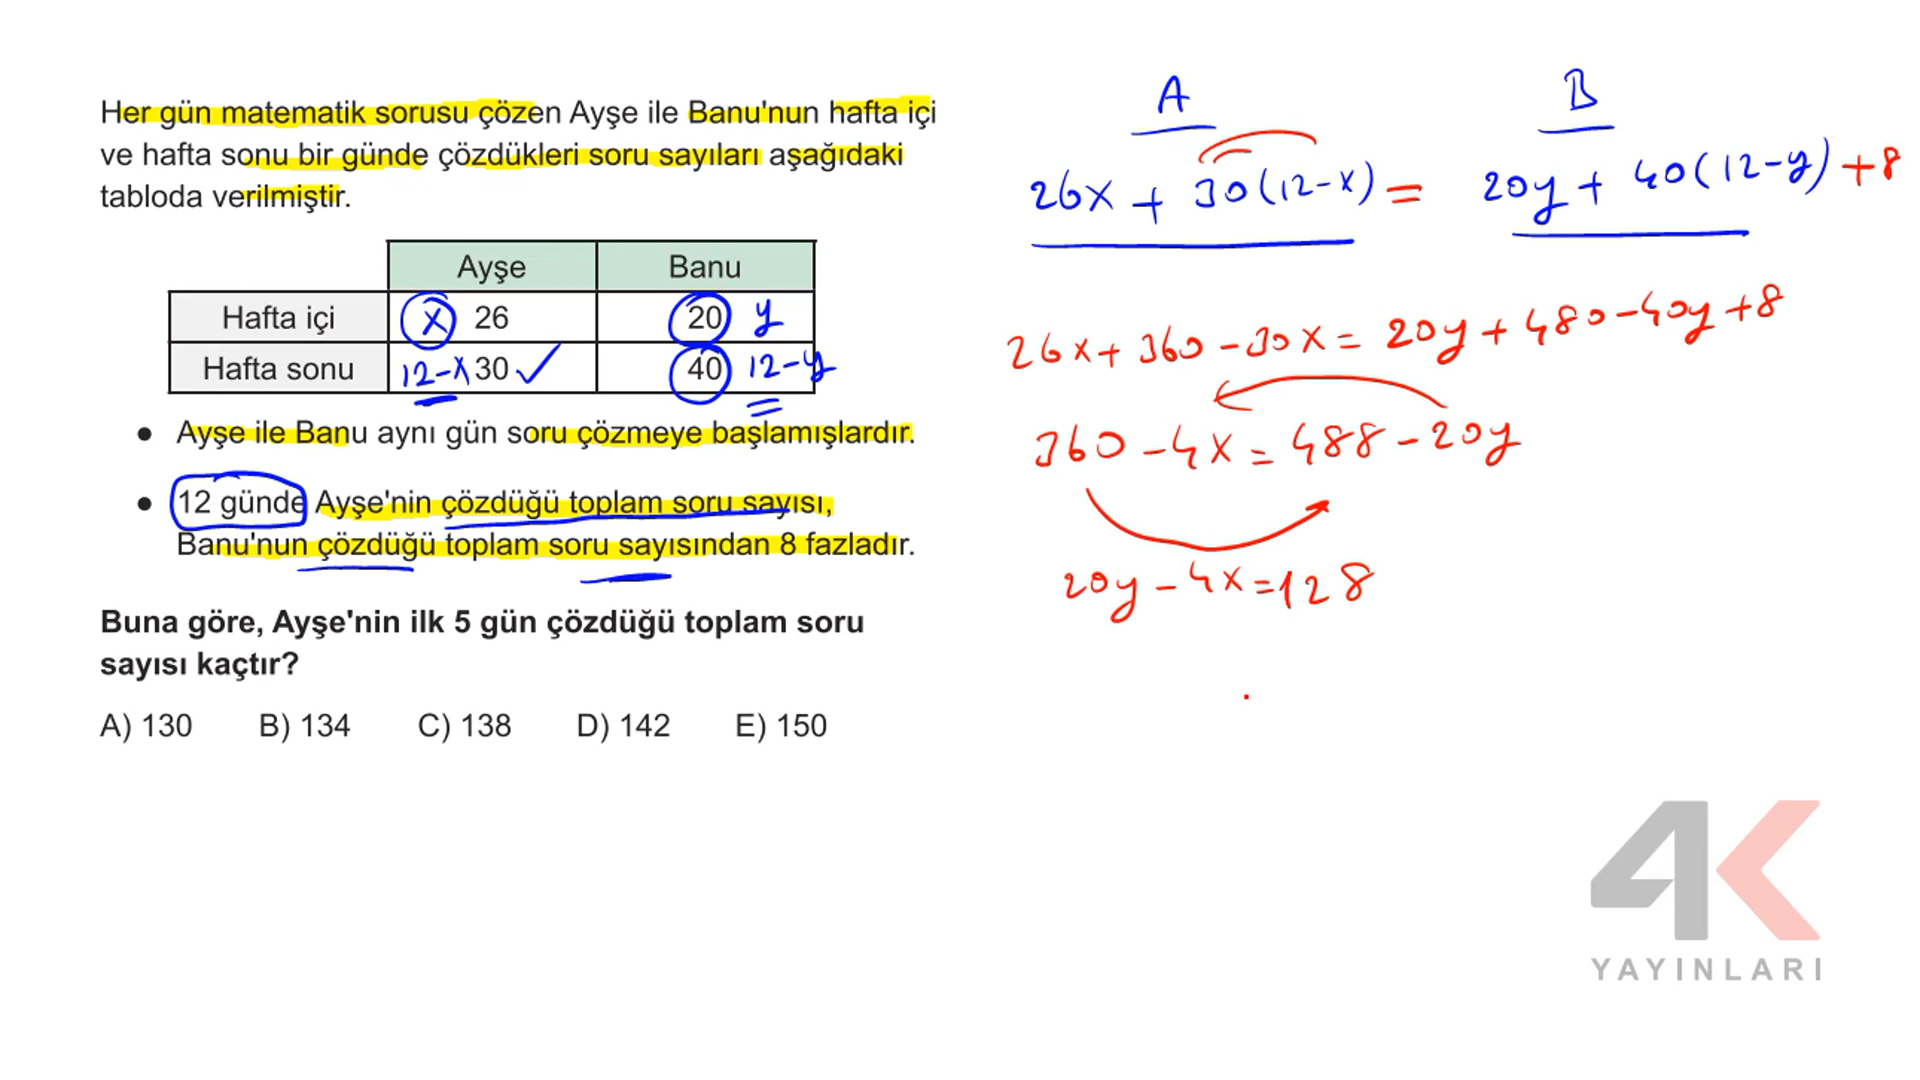 Her gün matematik sorusu çözen Ayşe ile Banu'nun hafta içi
ve hafta sonu bir günde çözdükleri soru sayıları aşağıdaki
tabloda verilmiştir.
Ayşe Banu
Hafta içi x 26 20 y
Hafta sonu 12-x 30 ✓ 40 12-y
● Ayşe ile Banu aynı gün soru çözmeye başlamışlardır.
● 12 günde Ayşe'nin çözdüğü toplam soru sayısı,
Banu'nun çözdüğü toplam soru sayısından 8 fazladır.
Buna göre, Ayşe'nin ilk 5 gün çözdüğü toplam soru
sayısı kaçtır?
A) 130 B) 134 C) 138 D) 142 E) 150
A B
26x + 30(12-x) = 20y + 40(12-y) +8
26x + 360 - 30x = 20y + 480 - 40y + 8
360 - 4x = 488 - 20y
20y - 4x = 128
4K
YAYINLARI